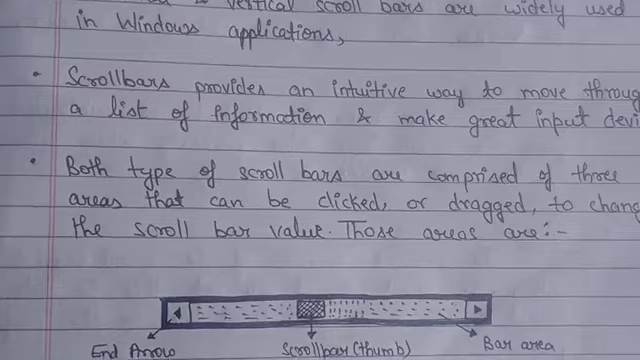 vertical scroll bars are widely used
in Windows applications,
• Scrollbars provides an intuitive way to move throug
a list of information & make great input devi
• Both type of scroll bars are comprised of three
areas that can be clicked, or dragged, to chang
the scroll bar value. Those areas are:-
End Arrow Scrollbar(thumb) Bar area